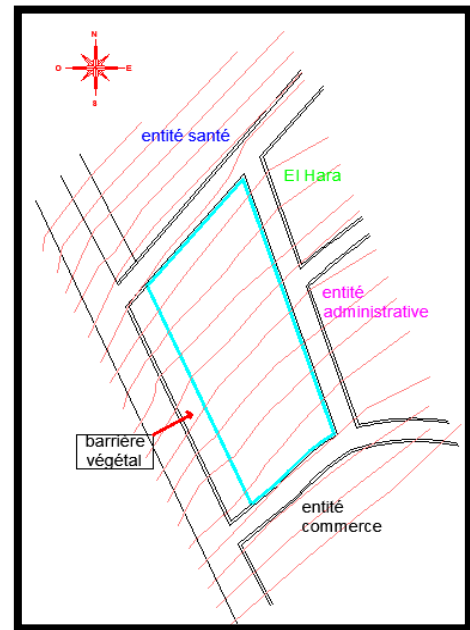 N
O E
S
entité santé
El Hara
entité
administrative
barrière
végétal
entité
commerce